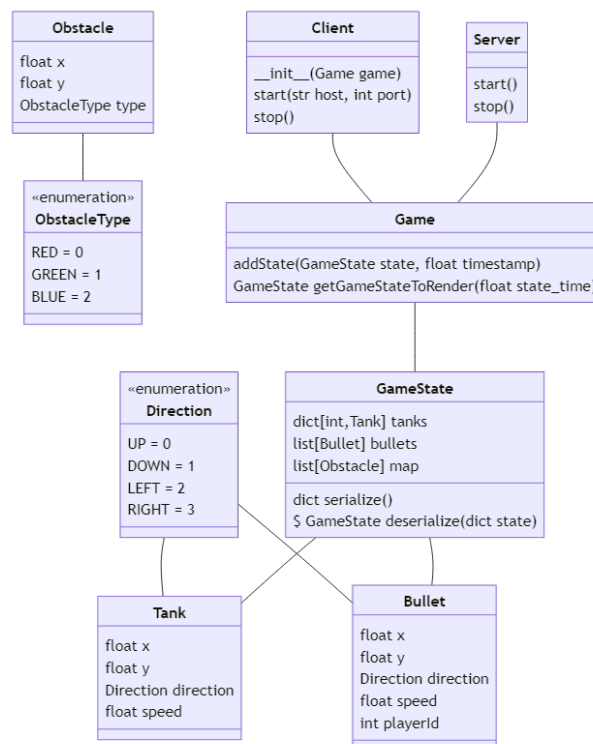 Obstacle
float x
float y
ObstacleType type
Client
__init__(Game game)
start(str host, int port)
stop()
Server
start()
stop()
«enumeration»
ObstacleType
RED = 0
GREEN = 1
BLUE = 2
Game
addState(GameState state, float timestamp)
GameState getGameStateToRender(float state_time)
«enumeration»
Direction
UP = 0
DOWN = 1
LEFT = 2
RIGHT = 3
GameState
dict[int,Tank] tanks
list[Bullet] bullets
list[Obstacle] map
dict serialize()
$ GameState deserialize(dict state)
Tank
float x
float y
Direction direction
float speed
Bullet
float x
float y
Direction direction
float speed
int playerId